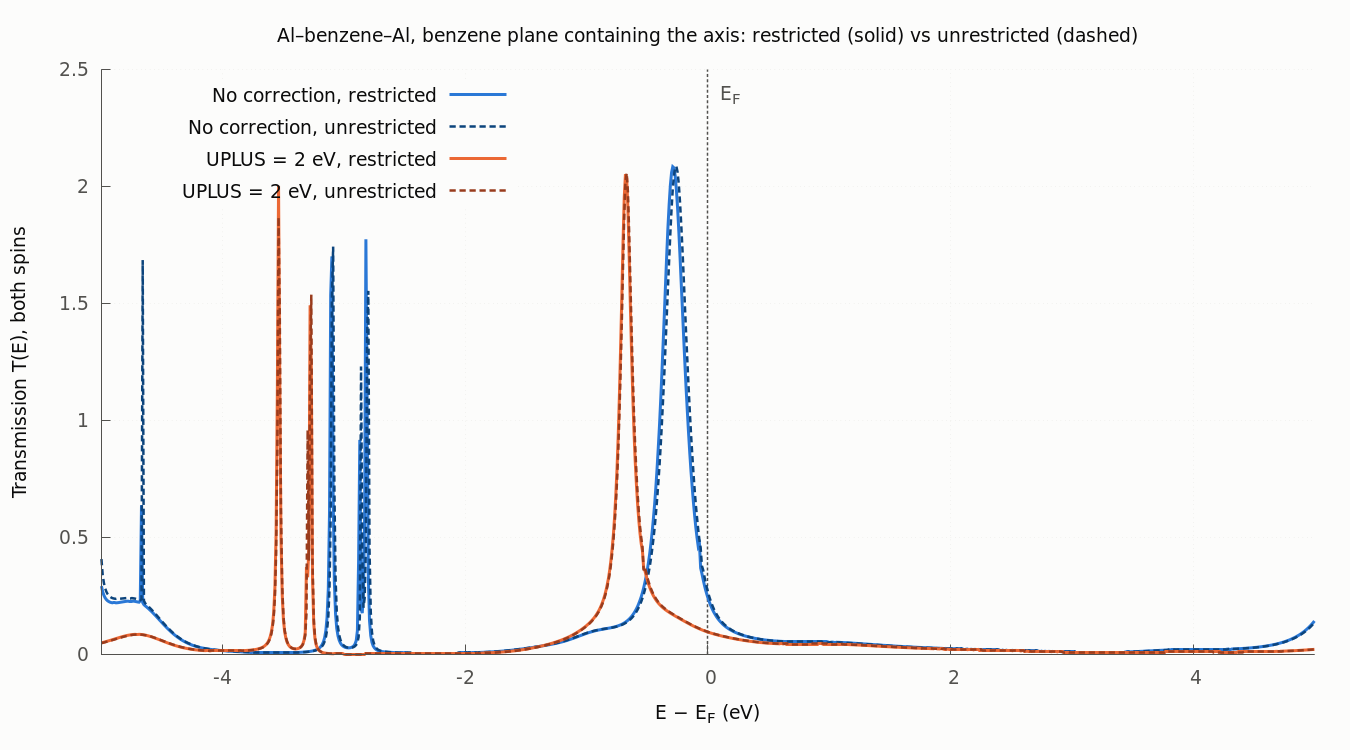 Al–benzene–Al, benzene plane containing the axis: restricted (solid) vs unrestricted (dashed)
2.5
2
1.5
1
0.5
0
-4
-2
0
2
4
No correction, restricted
No correction, unrestricted
UPLUS = 2 eV, restricted
UPLUS = 2 eV, unrestricted
EF
Transmission T(E), both spins
E − EF (eV)